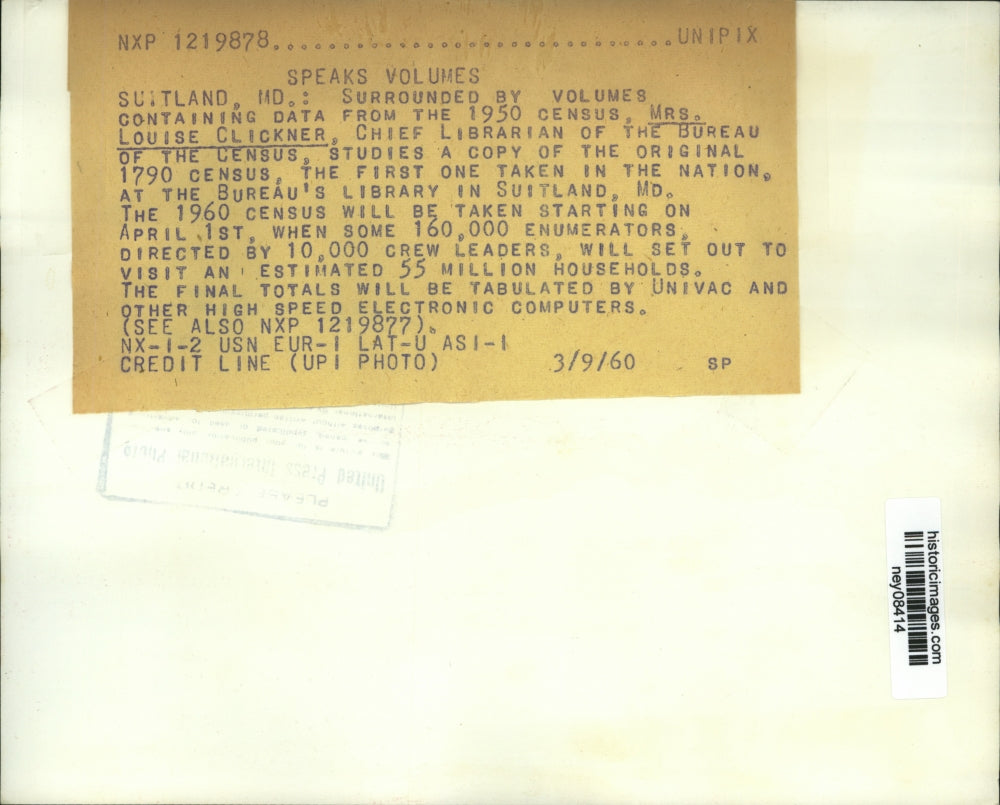 NXP 1219878..............................UNIPIX
SPEAKS VOLUMES
SUITLAND, MD.: SURROUNDED BY VOLUMES
CONTAINING DATA FROM THE 1950 CENSUS, MRS.
LOUISE CLICKNER, CHIEF LIBRARIAN OF THE BUREAU
OF THE CENSUS, STUDIES A COPY OF THE ORIGINAL
1790 CENSUS, THE FIRST ONE TAKEN IN THE NATION,
AT THE BUREAU'S LIBRARY IN SUITLAND, MD.
THE 1960 CENSUS WILL BE TAKEN STARTING ON
APRIL 1ST, WHEN SOME 160,000 ENUMERATORS,
DIRECTED BY 10,000 CREW LEADERS, WILL SET OUT TO
VISIT AN ESTIMATED 55 MILLION HOUSEHOLDS.
THE FINAL TOTALS WILL BE TABULATED BY UNIVAC AND
OTHER HIGH SPEED ELECTRONIC COMPUTERS.
(SEE ALSO NXP 1219877).
NX-1-2 USN EUR-1 LAT-U ASI-1
CREDIT LINE (UPI PHOTO) 3/9/60 SP
United Press International Photo
PLEASE
historicimages.com
ney08414